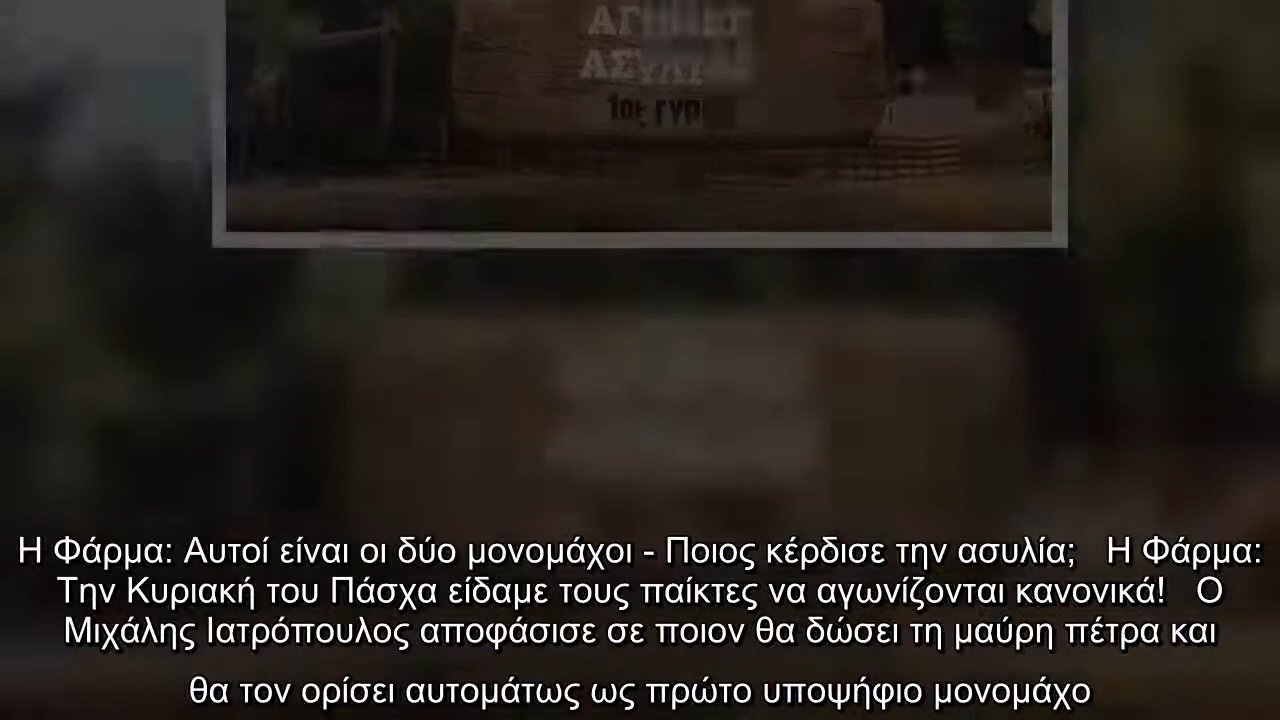 Η Φάρμα: Αυτοί είναι οι δύο μονομάχοι - Ποιος κέρδισε την ασυλία; Η Φάρμα:
Την Κυριακή του Πάσχα είδαμε τους παίκτες να αγωνίζονται κανονικά! Ο
Μιχάλης Ιατρόπουλος αποφάσισε σε ποιον θα δώσει τη μαύρη πέτρα και
θα τον ορίσει αυτομάτως ως πρώτο υποψήφιο μονομάχο